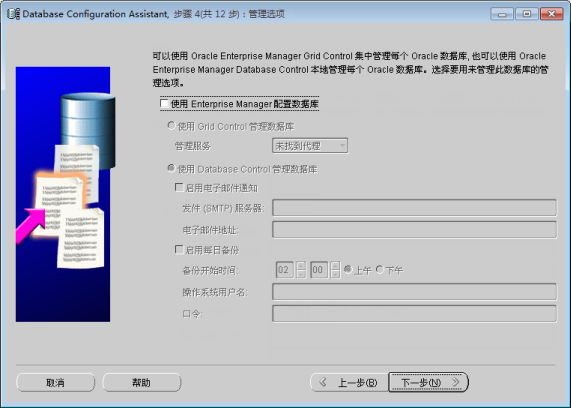 Database Configuration Assistant, 步骤 4(共 12 步) : 管理选项
可以使用 Oracle Enterprise Manager Grid Control 集中管理每个 Oracle 数据库, 也可以使用 Oracle
Enterprise Manager Database Control 本地管理每个 Oracle 数据库。选择要用来管理此数据库的管
理选项。
使用 Enterprise Manager 配置数据库
使用 Grid Control 管理数据库
管理服务 未找到代理
使用 Database Control 管理数据库
启用电子邮件通知
发件 (SMTP) 服务器:
电子邮件地址:
启用每日备份
备份开始时间: 02 00 上午 下午
操作系统用户名:
口令:
取消 帮助 上一步(B) 下一步(N)